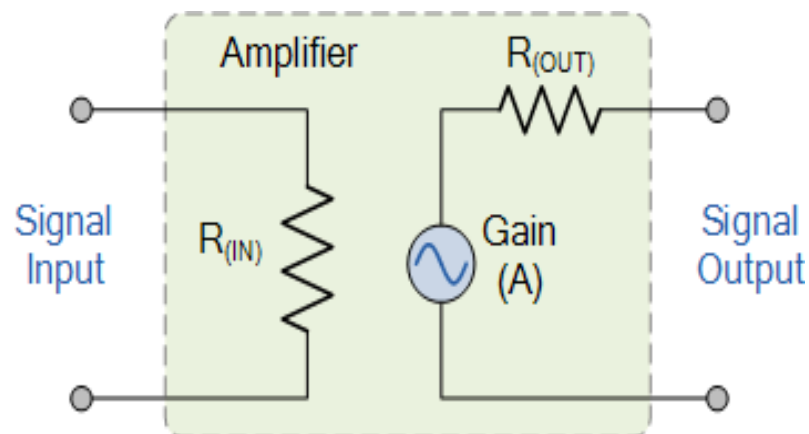 Amplifier
R(OUT)
Signal
Input
R(IN)
Gain
(A)
Signal
Output